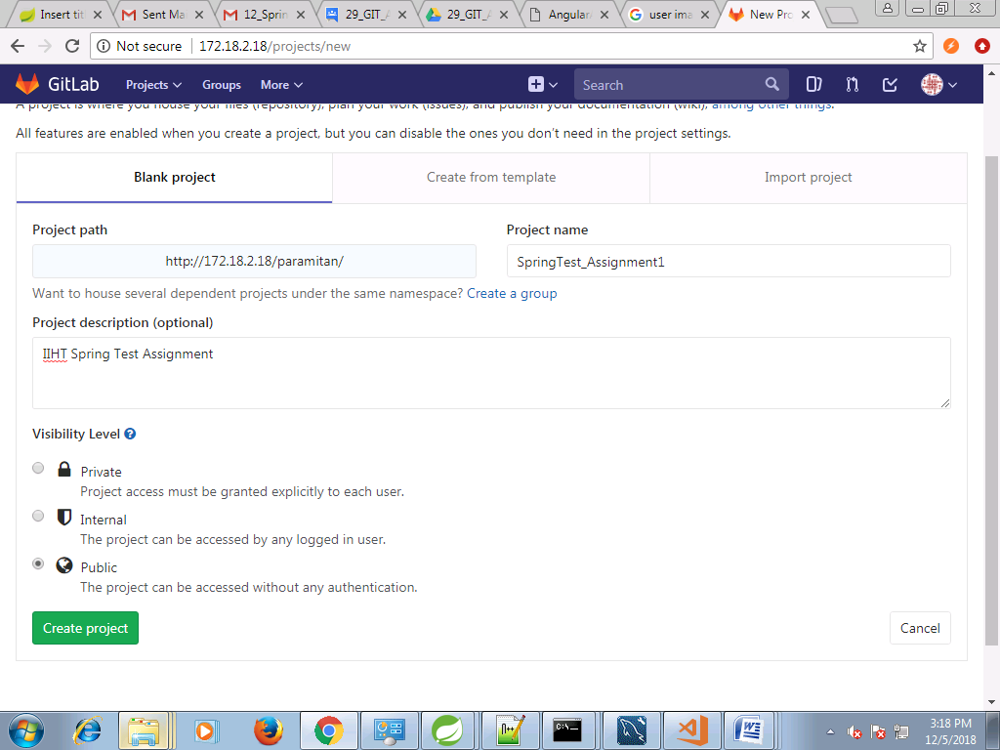 Insert tit
Sent Ma
12_Sprin
29_GIT_A
29_GIT_A
Angular
user ima
New Pro
Not secure
172.18.2.18/projects/new
GitLab
Projects
Groups
More
Search
A project is where you house your files (repository), plan your work (issues), and publish your documentation (wiki), among other things.
All features are enabled when you create a project, but you can disable the ones you don't need in the project settings.
Blank project
Create from template
Import project
Project path
Project name
http://172.18.2.18/paramitan/
SpringTest_Assignment1
Want to house several dependent projects under the same namespace? Create a group
Project description (optional)
IIHT Spring Test Assignment
Visibility Level
Private
Project access must be granted explicitly to each user.
Internal
The project can be accessed by any logged in user.
Public
The project can be accessed without any authentication.
Create project
Cancel
3:18 PM
12/5/2018